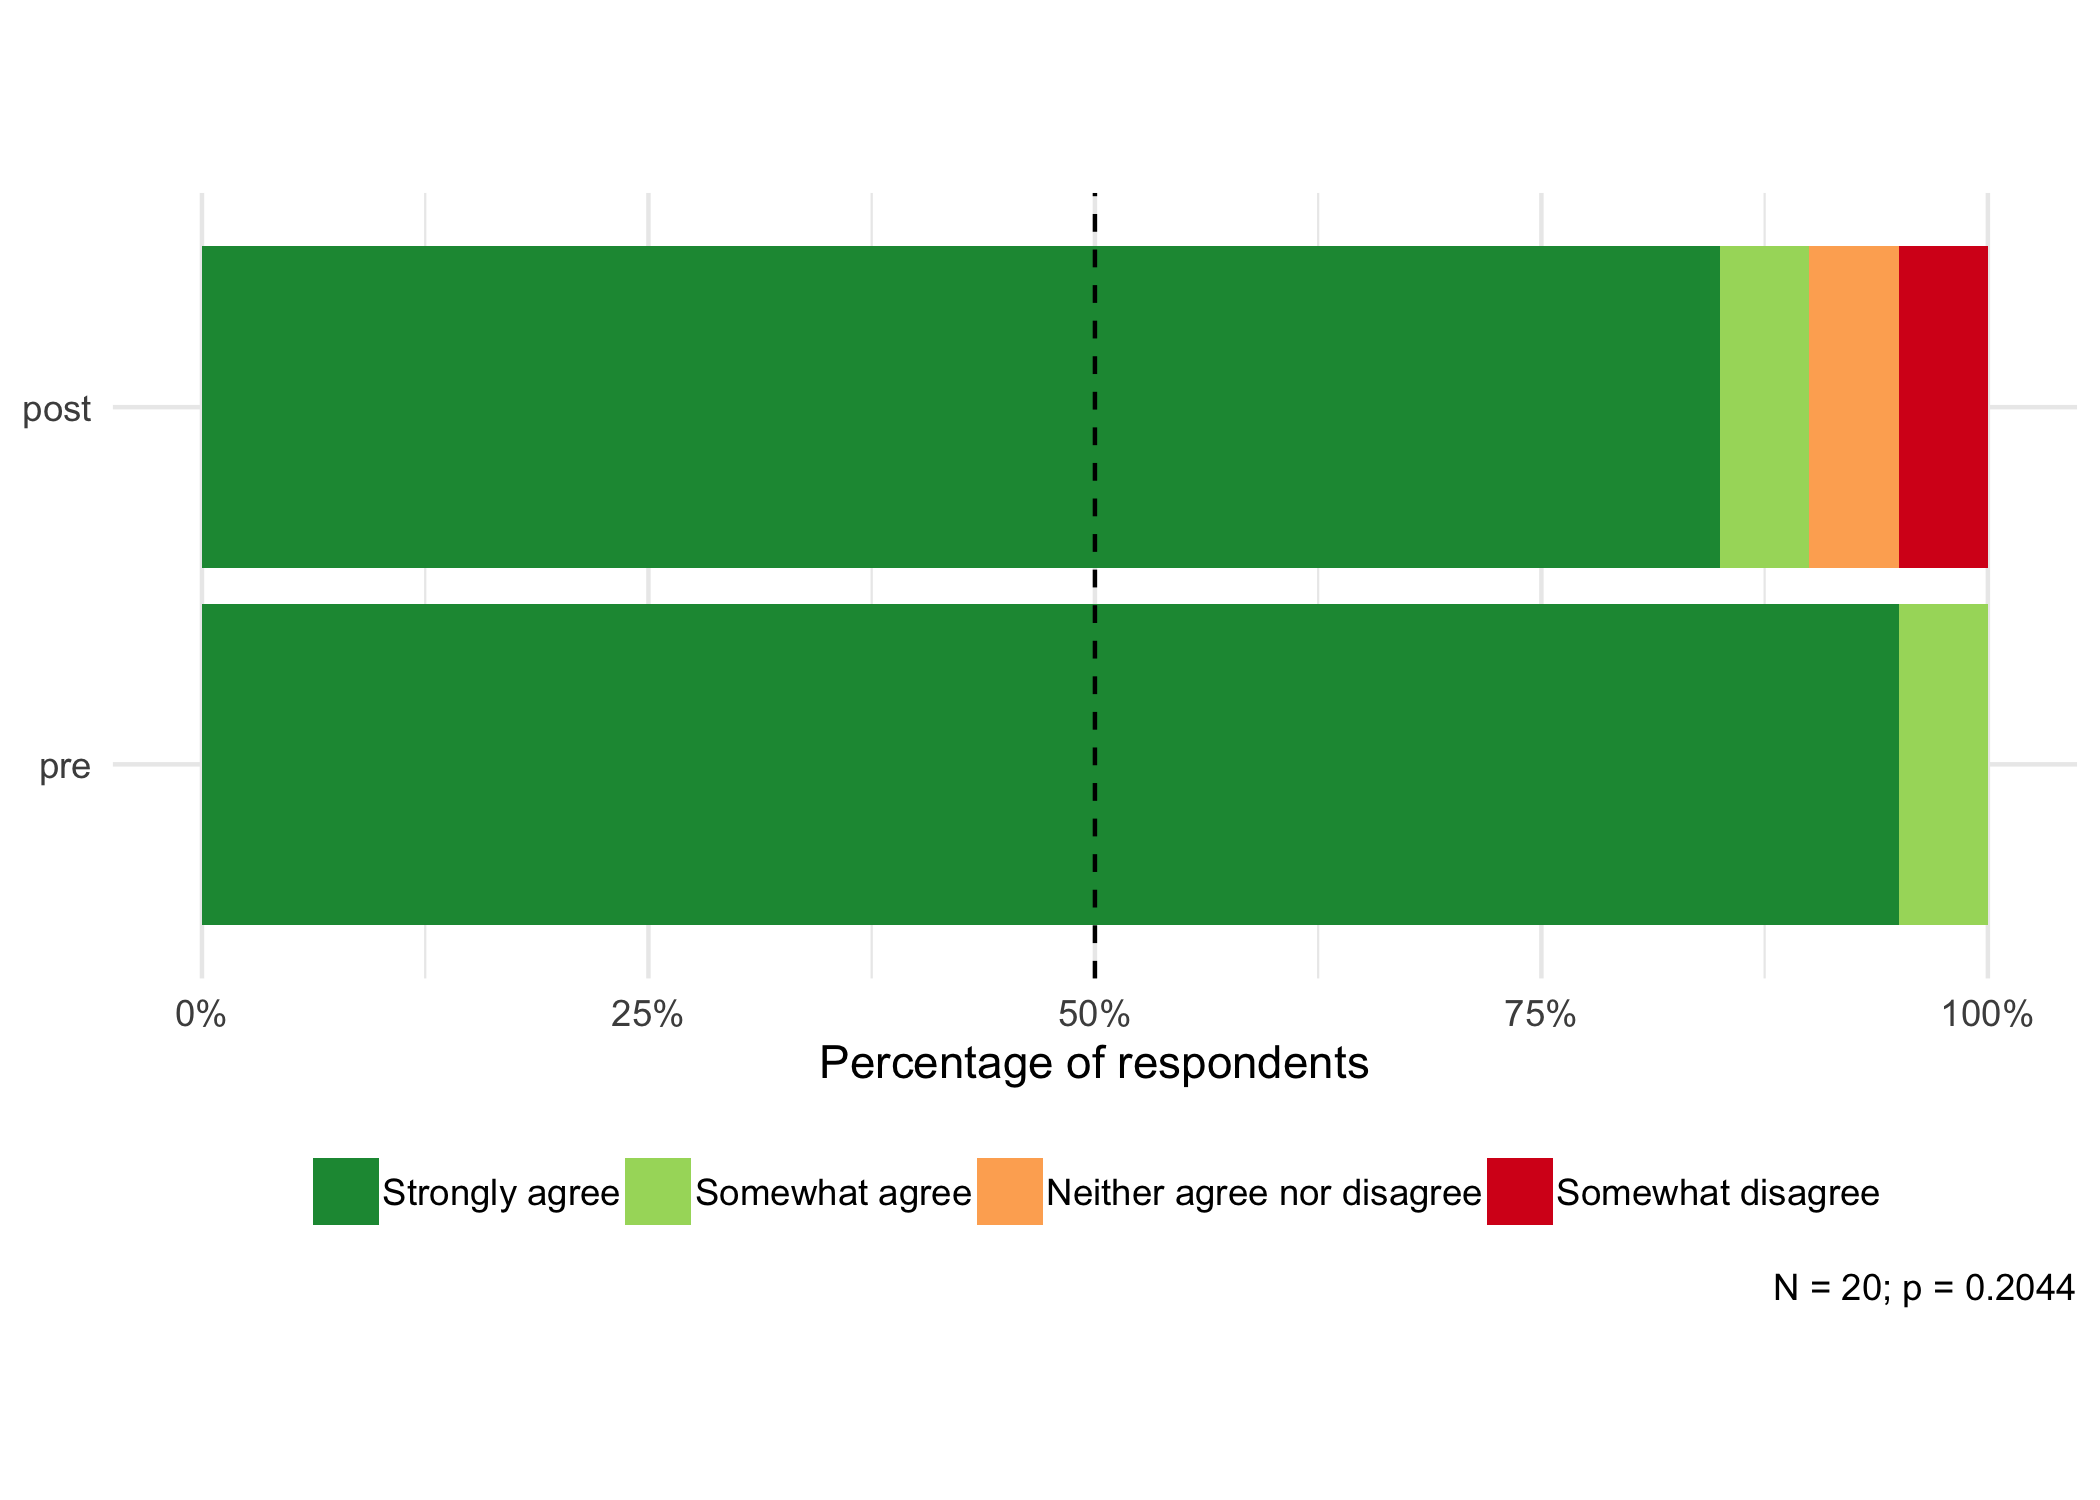 post
pre
0% 25% 50% 75% 100%
Percentage of respondents
Strongly agree Somewhat agree Neither agree nor disagree Somewhat disagree
N = 20; p = 0.2044